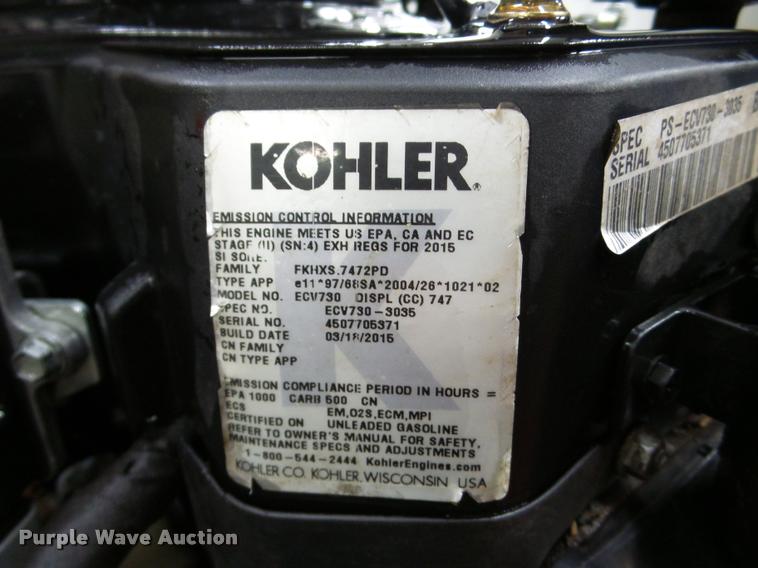 KOHLER®
EMISSION CONTROL INFORMATION
THIS ENGINE MEETS US EPA, CA AND EC
STAGE (II) (SN:4) EXH REGS FOR 2015
SI SORE.
FAMILY FKHXS.7472PD
TYPE APP e11*97/68SA*2004/26*1021*02
MODEL NO. ECV730 DISPL (CC) 747
SPEC NO. ECV730-3035
SERIAL NO. 4507705371
BUILD DATE 03/18/2015
CN FAMILY
CN TYPE APP
EMISSION COMPLIANCE PERIOD IN HOURS =
EPA 1000 CARB 500 CN
ECS EM,O2S,ECM,MPI
CERTIFIED ON UNLEADED GASOLINE
REFER TO OWNER'S MANUAL FOR SAFETY,
MAINTENANCE SPECS AND ADJUSTMENTS
1-800-544-2444 KohlerEngines.com
KOHLER CO. KOHLER, WISCONSIN USA
SPEC PS-ECV730-3035
SERIAL 4507705371
Purple Wave Auction